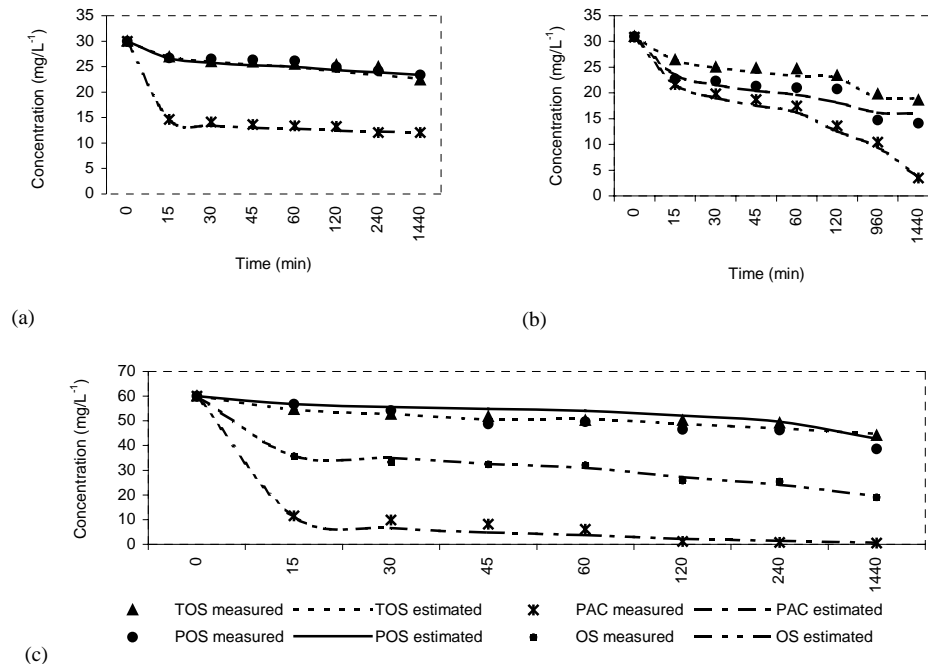 35
30
25
20
15
10
5
0
Concentration (mg/L⁻¹)
0 15 30 45 60 120 240 1440
Time (min)
(a)
35
30
25
20
15
10
5
0
Concentration (mg/L⁻¹)
0 15 30 45 60 120 960 1440
Time (min)
(b)
70
60
50
40
30
20
10
0
Concentration (mg/L⁻¹)
0 15 30 45 60 120 240 1440
TOS measured TOS estimated PAC measured PAC estimated
POS measured POS estimated OS measured OS estimated
(c)